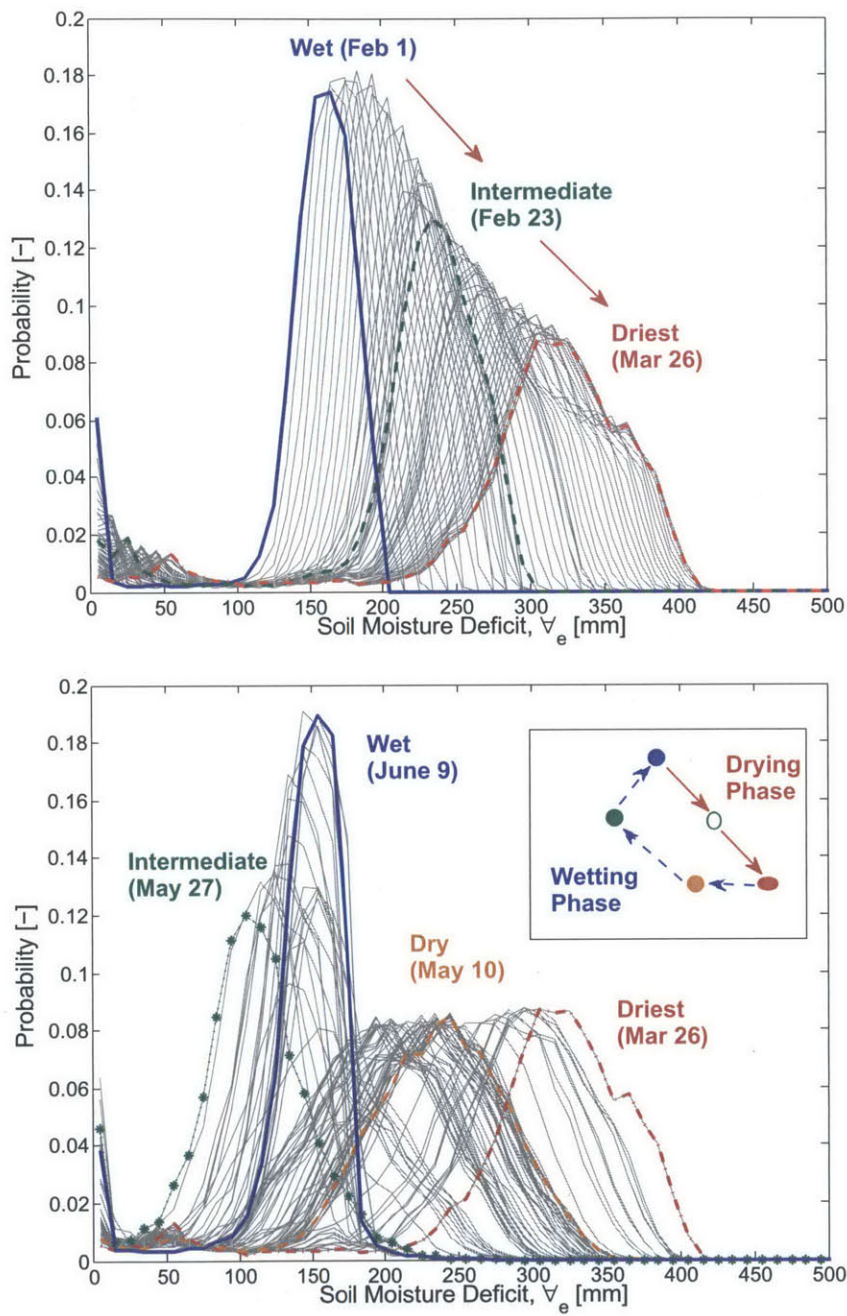 0.2
0.18
0.16
0.14
0.12
0.1
0.08
0.06
0.04
0.02
0
Probability [–]
Wet (Feb 1)
Intermediate
(Feb 23)
Driest
(Mar 26)
0 50 100 150 200 250 300 350 400 450 500
Soil Moisture Deficit, ∀e [mm]
0.2
0.18
0.16
0.14
0.12
0.1
0.08
0.06
0.04
0.02
0
Probability [–]
Wet
(June 9)
Intermediate
(May 27)
Dry
(May 10)
Driest
(Mar 26)
Drying
Phase
Wetting
Phase
0 50 100 150 200 250 300 350 400 450 500
Soil Moisture Deficit, ∀e [mm]